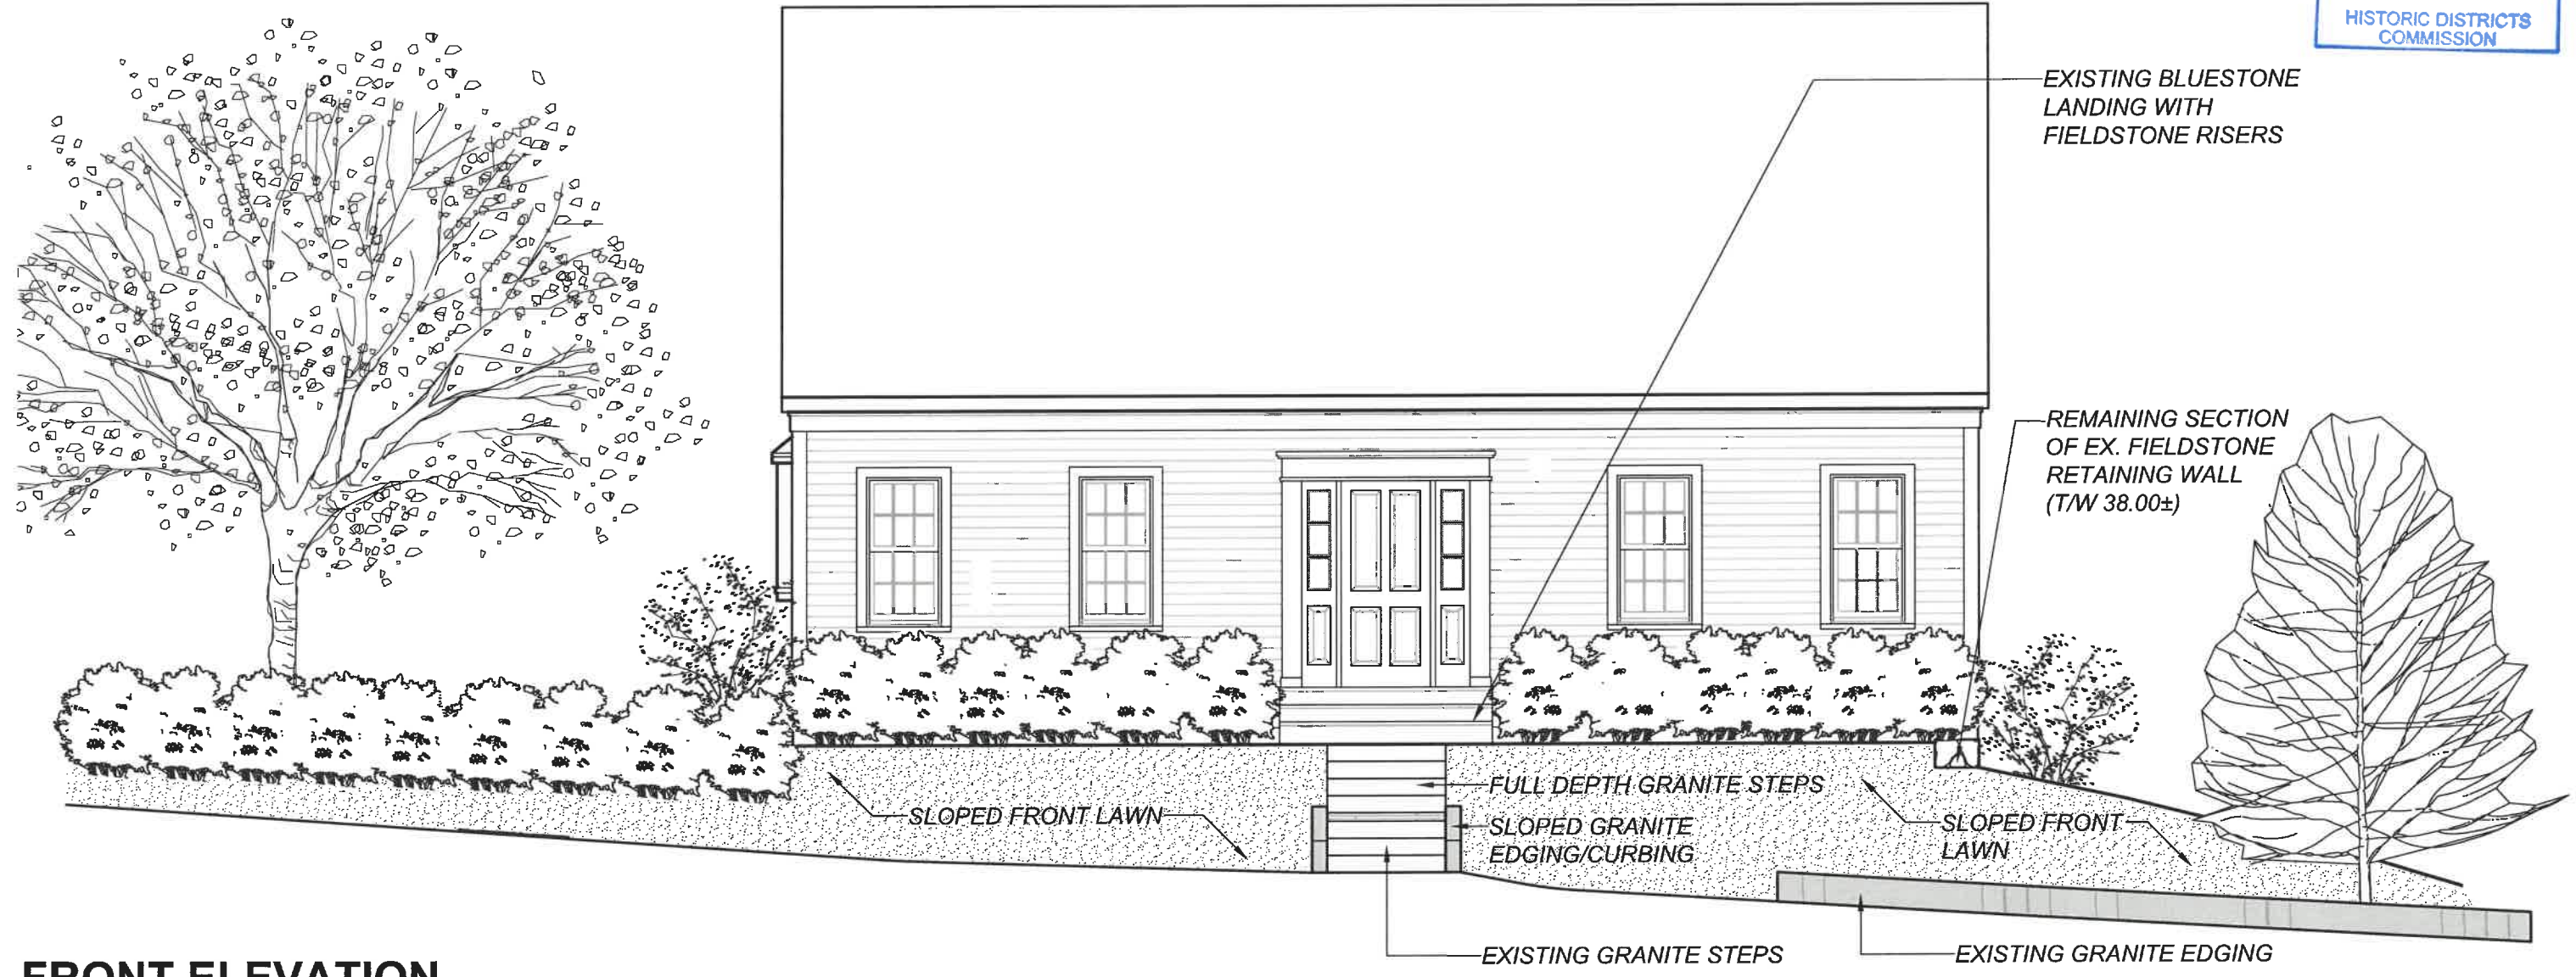 HISTORIC DISTRICTS
COMMISSION
EXISTING BLUESTONE
LANDING WITH
FIELDSTONE RISERS
REMAINING SECTION
OF EX. FIELDSTONE
RETAINING WALL
(T/W 38.00±)
FULL DEPTH GRANITE STEPS
SLOPED FRONT LAWN
SLOPED GRANITE
EDGING/CURBING
SLOPED FRONT
LAWN
EXISTING GRANITE STEPS
EXISTING GRANITE EDGING
FRONT ELEVATION